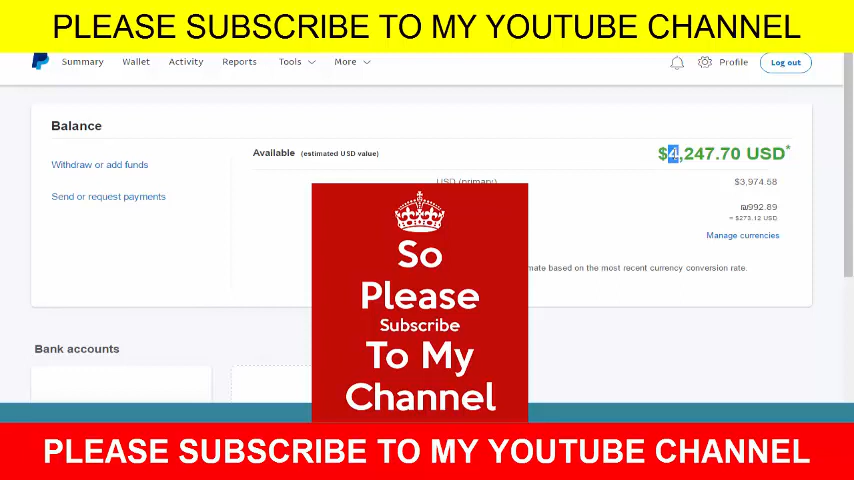 PLEASE SUBSCRIBE TO MY YOUTUBE CHANNEL
Summary Wallet Activity Reports Tools More Profile Log out
Balance
Available (estimated USD value) $4,247.70 USD*
Withdraw or add funds
USD (primary) $3,974.58
Send or request payments
₪992.89
= $273.12 USD
Manage currencies
mate based on the most recent currency conversion rate.
So
Please
Subscribe
To My
Channel
Bank accounts
PLEASE SUBSCRIBE TO MY YOUTUBE CHANNEL